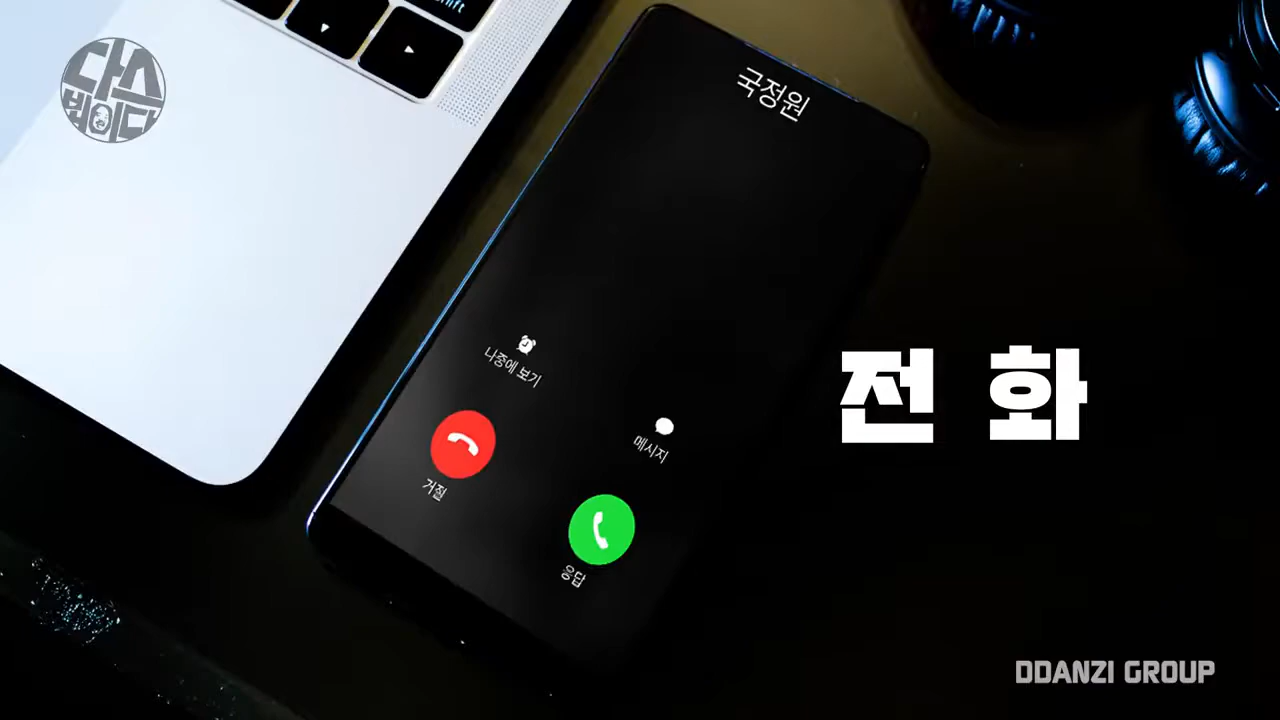 shift
다스
뵈이다
국정원
나중에 보기
메시지
거절
응답
전 화
DDANZI GROUP